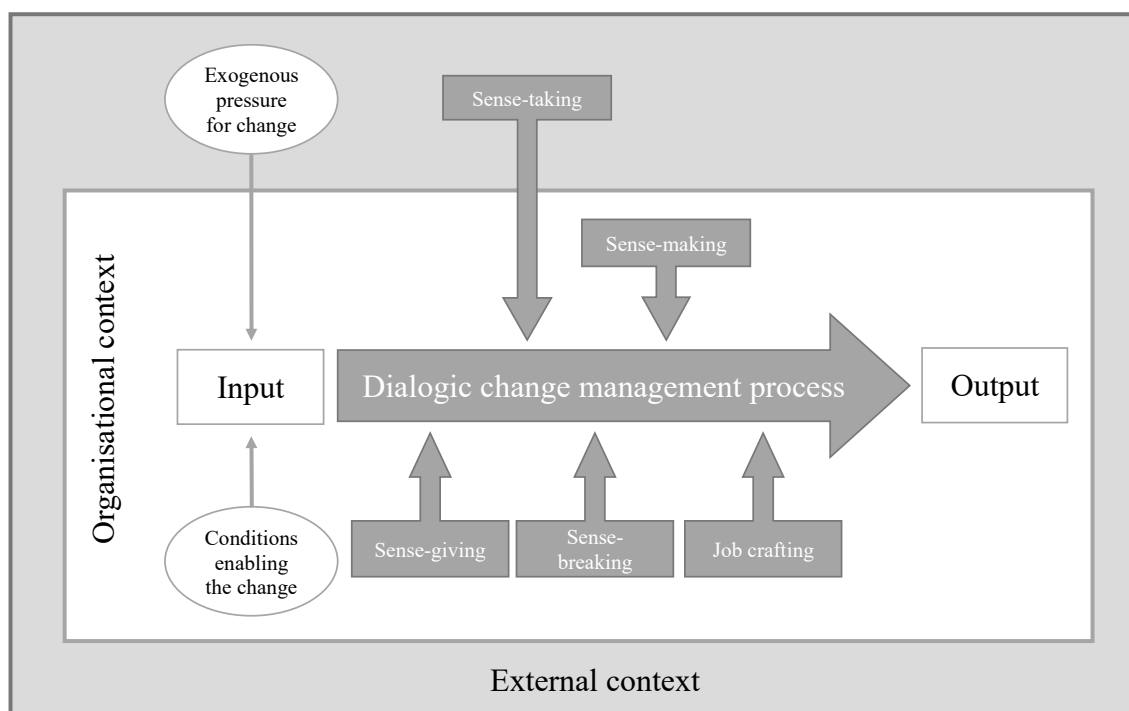 Exogenous
pressure
for change
Sense-taking
Sense-making
Organisational context
Input
Dialogic change management process
Output
Conditions
enabling
the change
Sense-giving
Sense-
breaking
Job crafting
External context